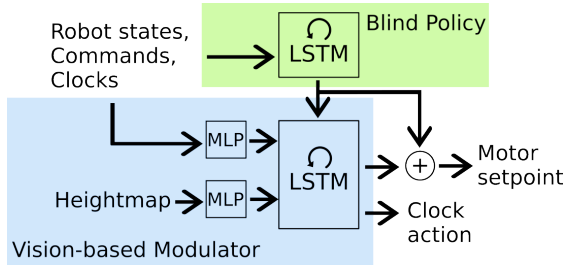 Robot states,
Commands,
Clocks
Blind Policy
LSTM
MLP
LSTM
+
Motor
setpoint
Heightmap
MLP
Clock
action
Vision-based Modulator